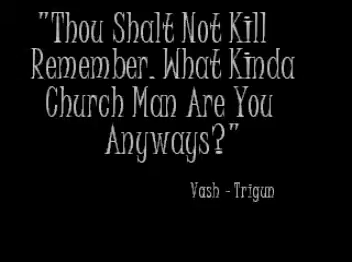 "Thou Shalt Not Kill
Remember. What Kinda
Church Man Are You
Anyways?"
Vash - Trigun